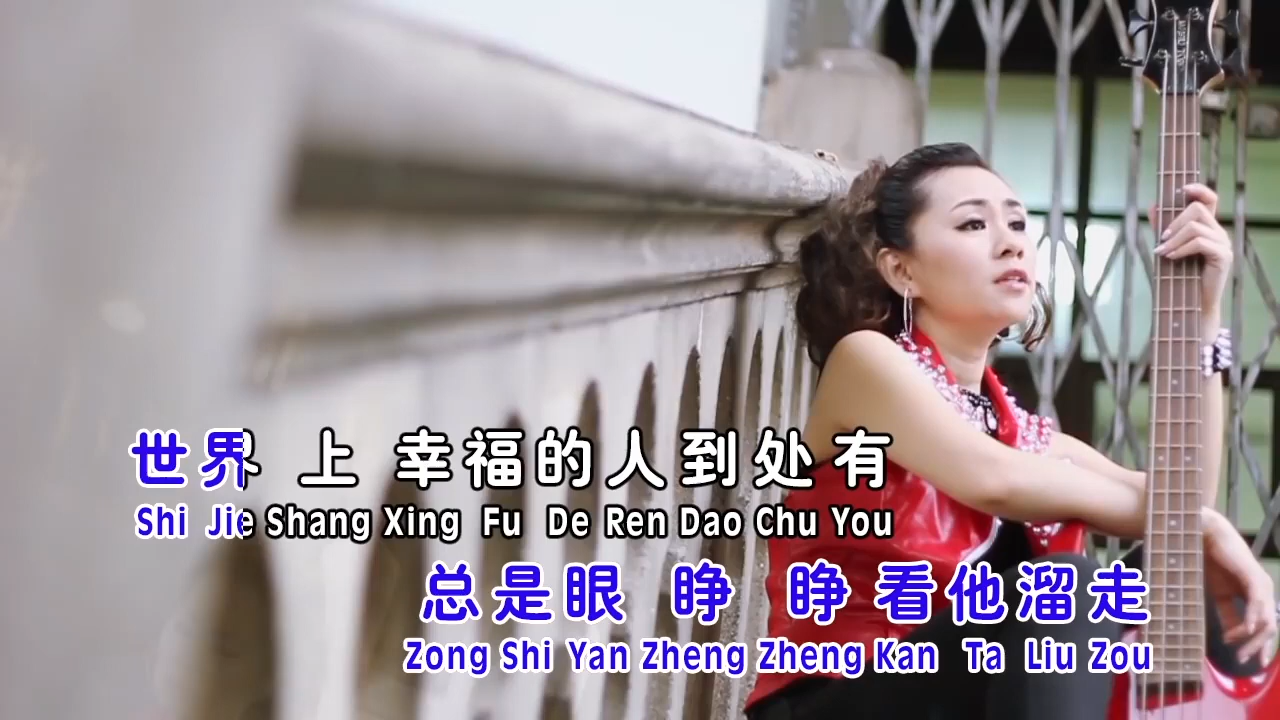 世界 上 幸福的人到处有
Shi Jie Shang Xing Fu De Ren Dao Chu You
总是眼 睁 睁 看他溜走
Zong Shi Yan Zheng Zheng Kan Ta Liu Zou